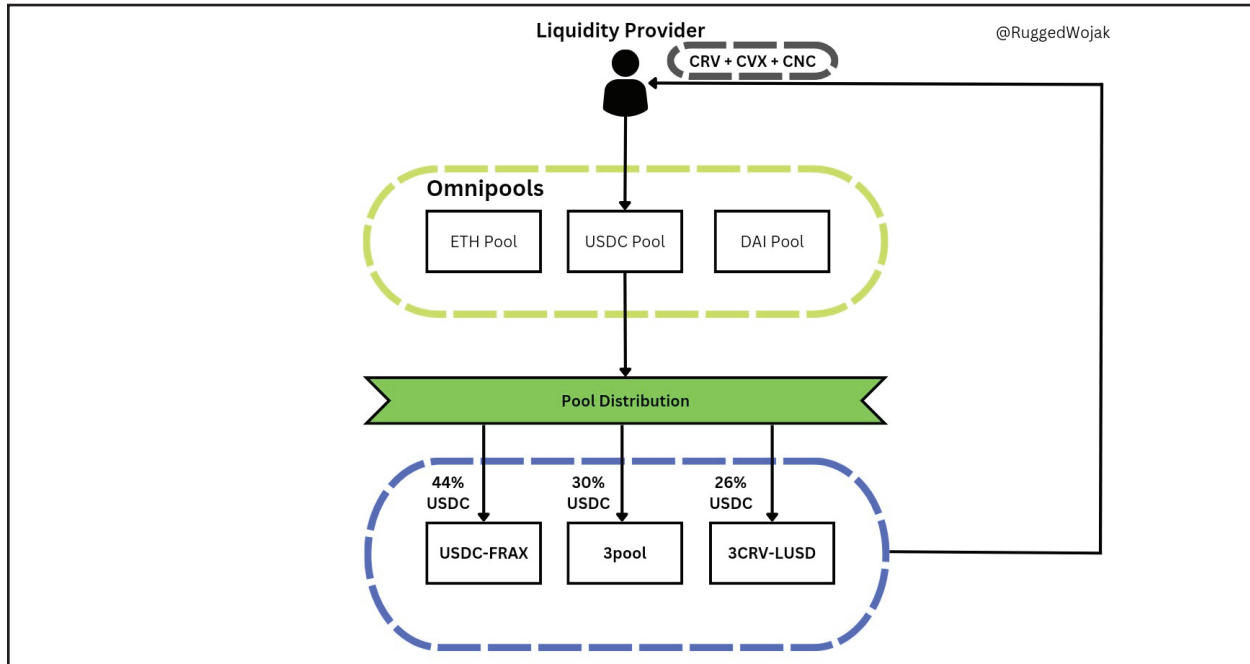 Liquidity Provider
@RuggedWojak
CRV + CVX + CNC
Omnipools
ETH Pool
USDC Pool
DAI Pool
Pool Distribution
44%
USDC
30%
USDC
26%
USDC
USDC-FRAX
3pool
3CRV-LUSD